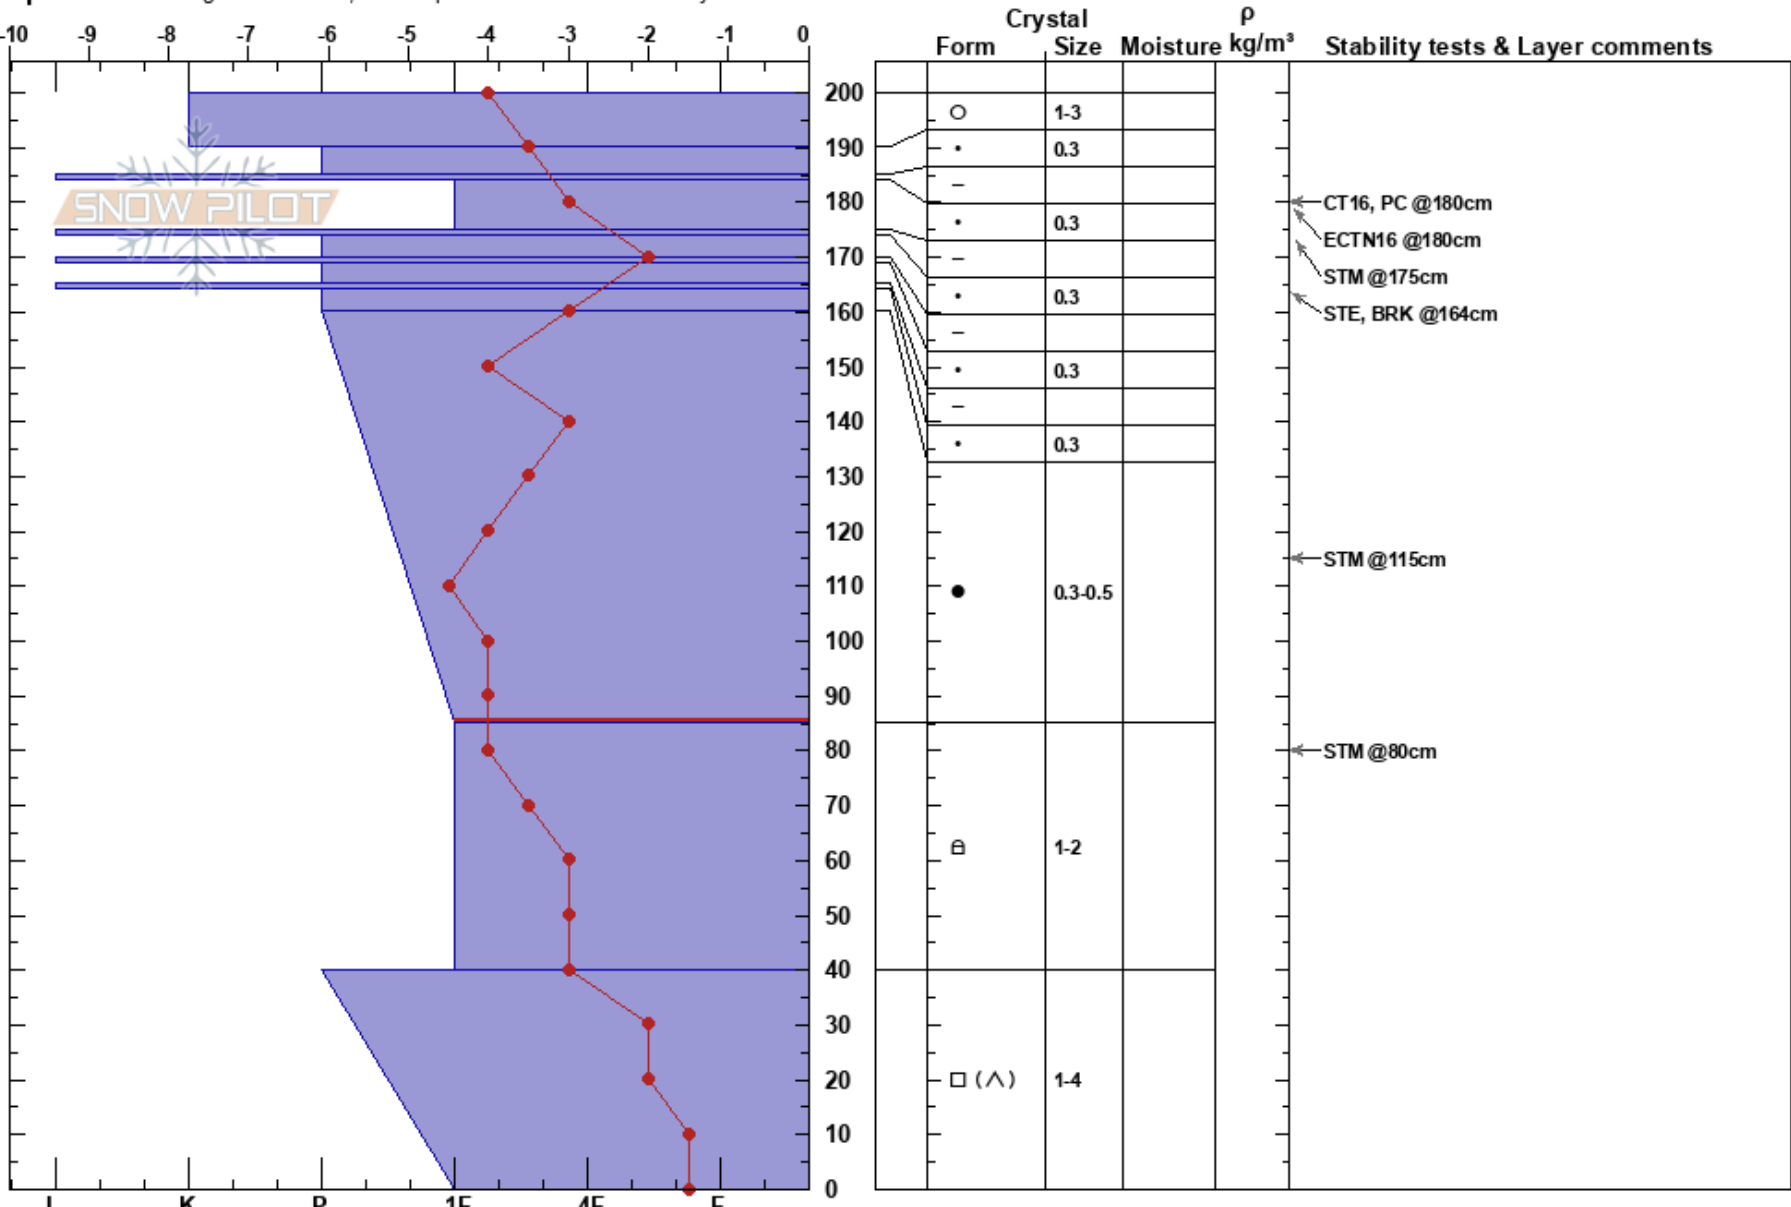 Crystal ρ
-10 -9 -8 -7 -6 -5 -4 -3 -2 -1 0 Form Size Moisture kg/m³ Stability tests & Layer comments
200
1-3
190 0.3
SNOW PILOT 180 CT16, PC @180cm
0.3
ECTN16 @180cm
170
STM @175cm
0.3
160 STE, BRK @164cm
150 0.3
140
0.3
130
120
STM @115cm
110 0.3-0.5
100
90
80 STM @80cm
70
60 1-2
50
40
30
20 1-4
10
0
I K P 1F 4F F